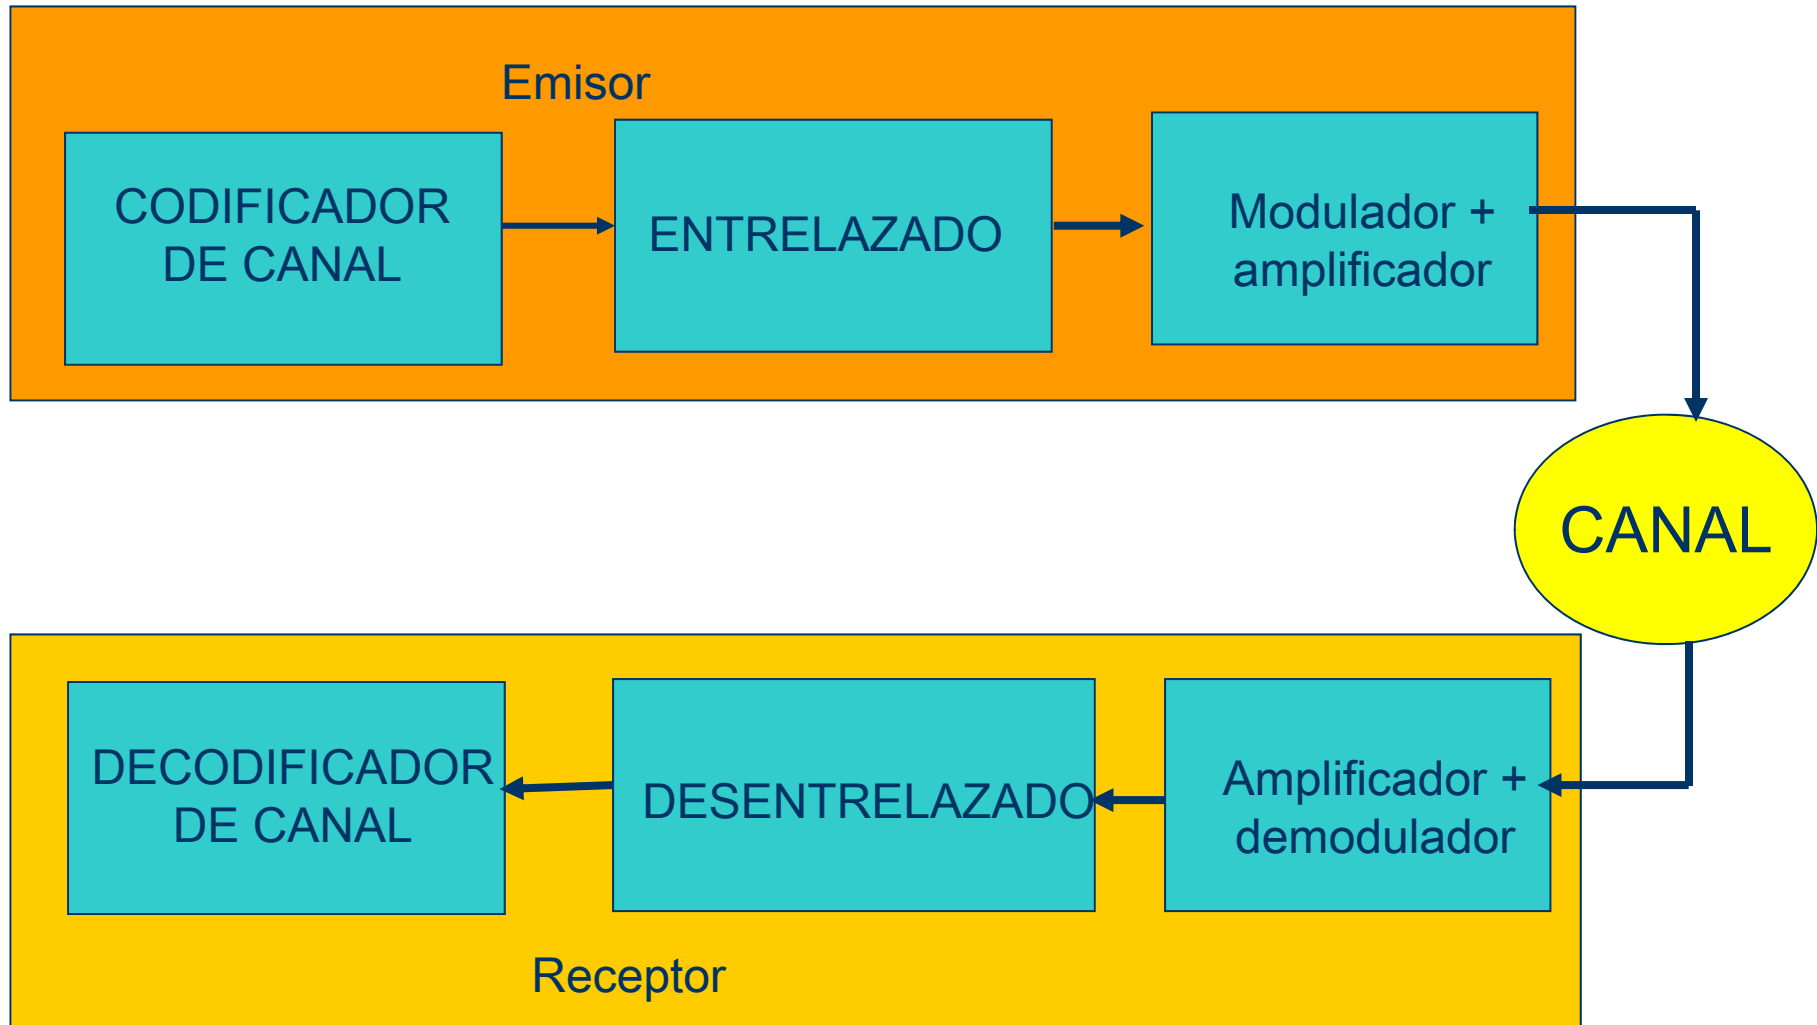 Emisor
CODIFICADOR
DE CANAL
ENTRELAZADO
Modulador +
amplificador
CANAL
DECODIFICADOR
DE CANAL
DESENTRELAZADO
Amplificador +
demodulador
Receptor